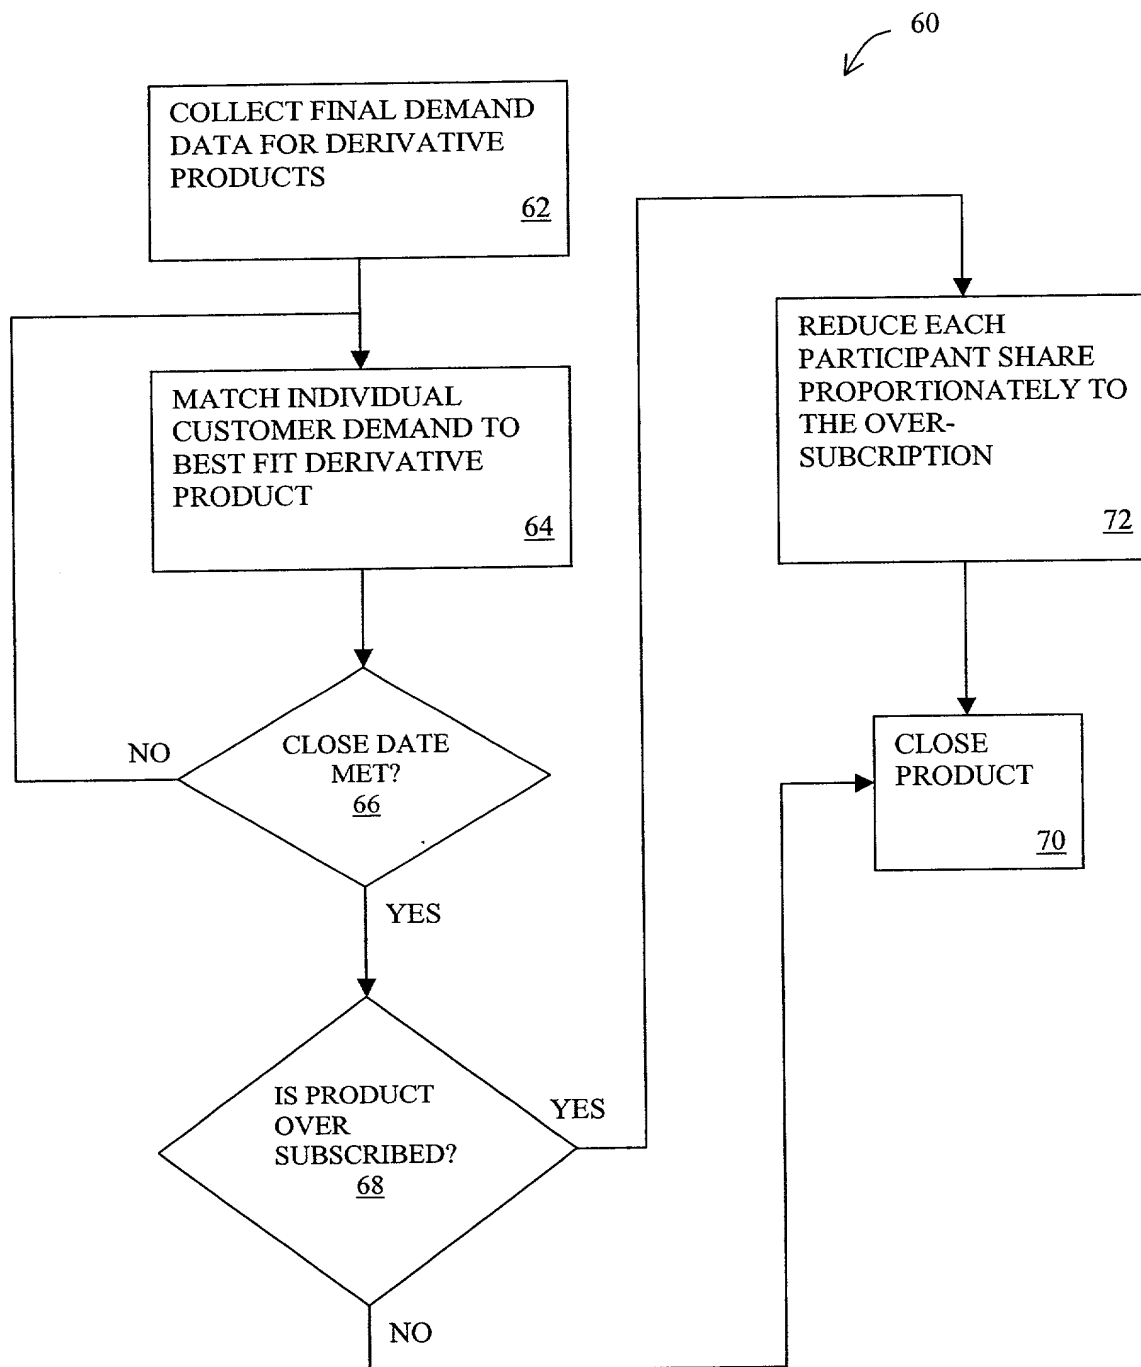 60
COLLECT FINAL DEMAND
DATA FOR DERIVATIVE
PRODUCTS
62
MATCH INDIVIDUAL
CUSTOMER DEMAND TO
BEST FIT DERIVATIVE
PRODUCT
64
NO
CLOSE DATE
MET?
66
YES
IS PRODUCT
OVER
SUBSCRIBED?
68
YES
NO
REDUCE EACH
PARTICIPANT SHARE
PROPORTIONATELY TO
THE OVER-
SUBCRIPTION
72
CLOSE
PRODUCT
70